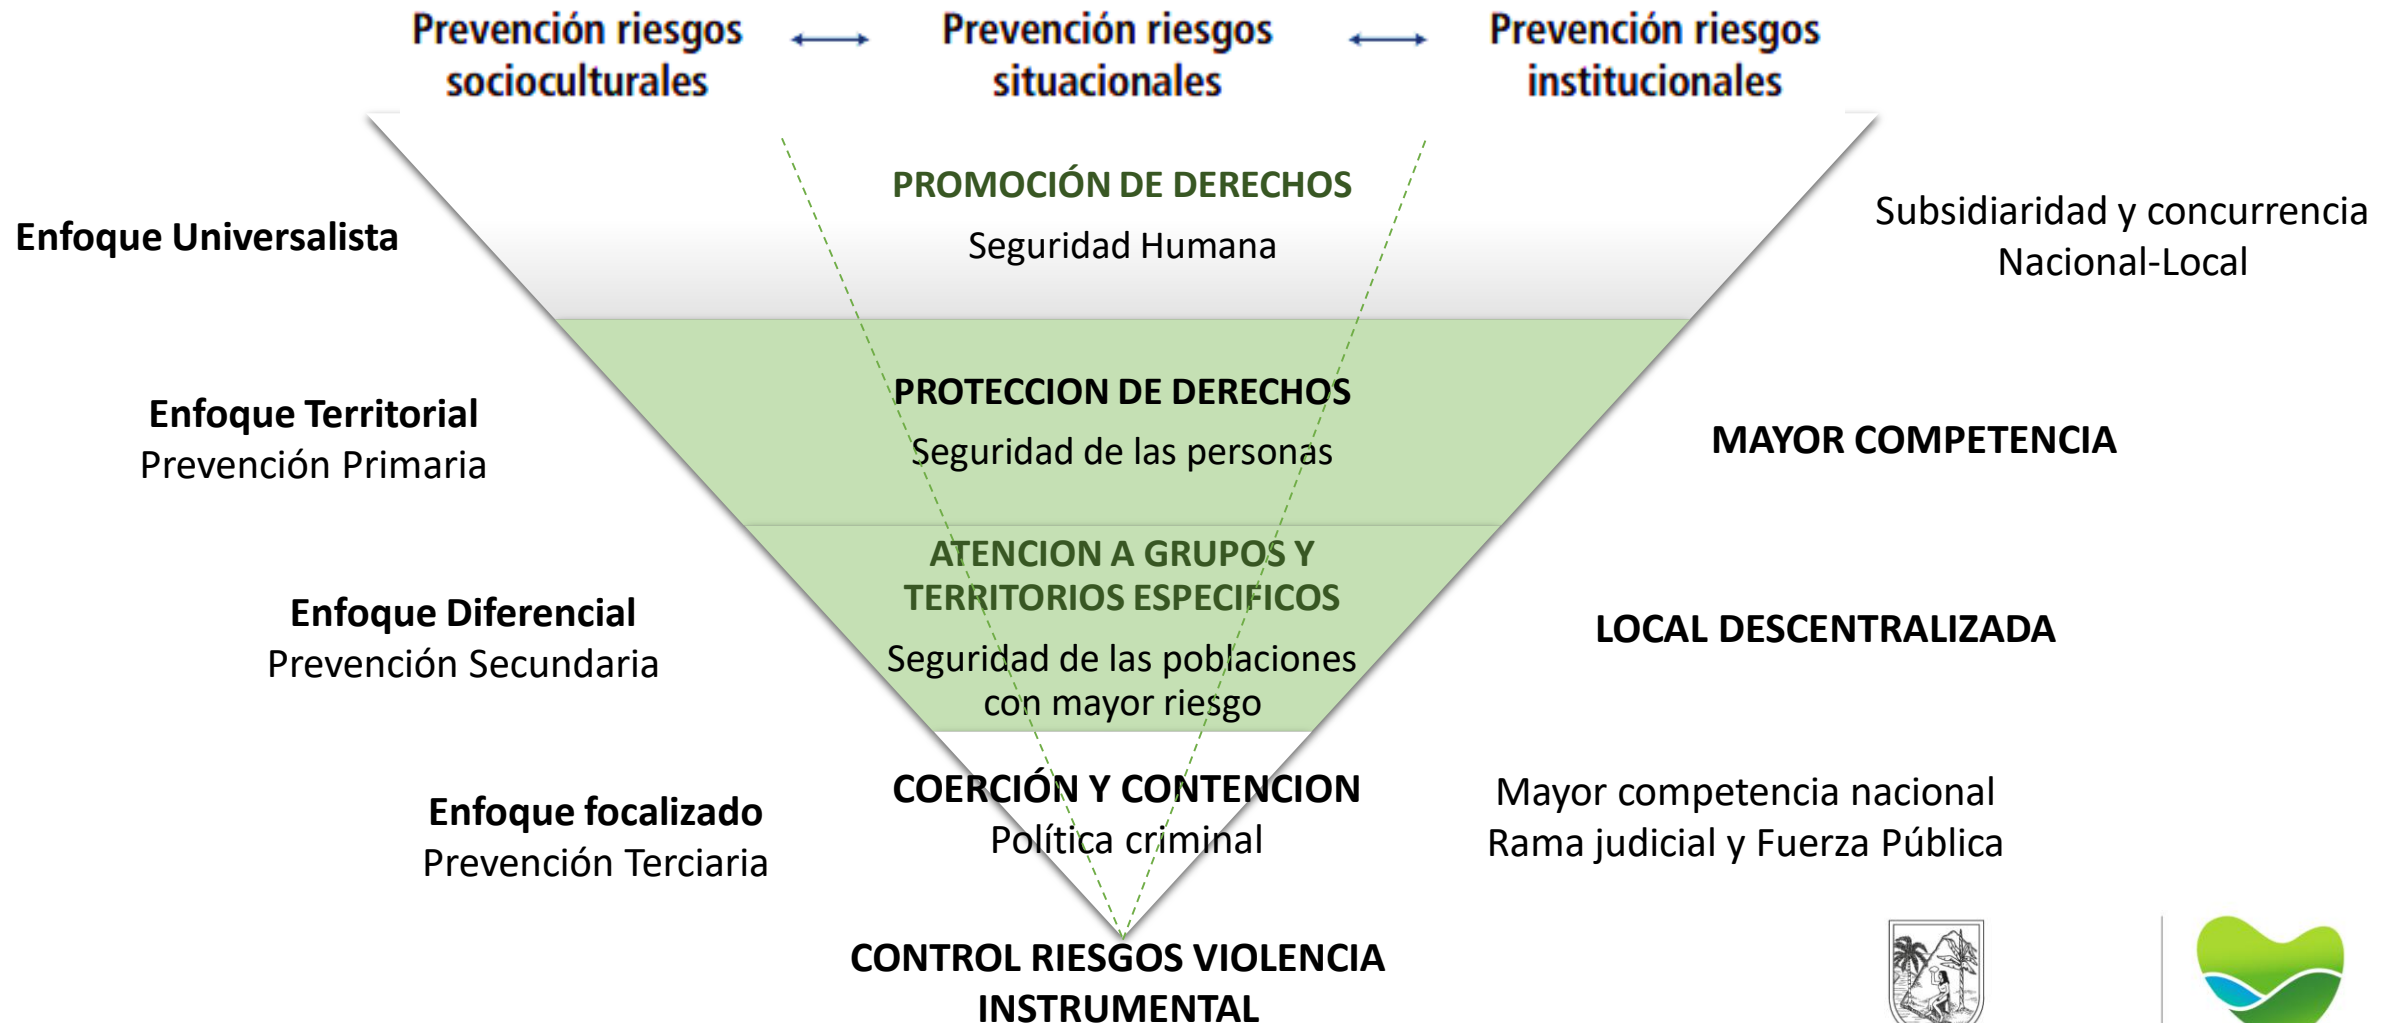 Prevención riesgos
socioculturales
Prevención riesgos
situacionales
Prevención riesgos
institucionales
PROMOCIÓN DE DERECHOS
Seguridad Humana
Enfoque Universalista
Subsidiaridad y concurrencia
Nacional-Local
PROTECCION DE DERECHOS
Seguridad de las personas
Enfoque Territorial
Prevención Primaria
MAYOR COMPETENCIA
ATENCION A GRUPOS Y
TERRITORIOS ESPECIFICOS
Seguridad de las poblaciones
con mayor riesgo
Enfoque Diferencial
Prevención Secundaria
LOCAL DESCENTRALIZADA
COERCIÓN Y CONTENCION
Política criminal
Enfoque focalizado
Prevención Terciaria
Mayor competencia nacional
Rama judicial y Fuerza Pública
CONTROL RIESGOS VIOLENCIA
INSTRUMENTAL